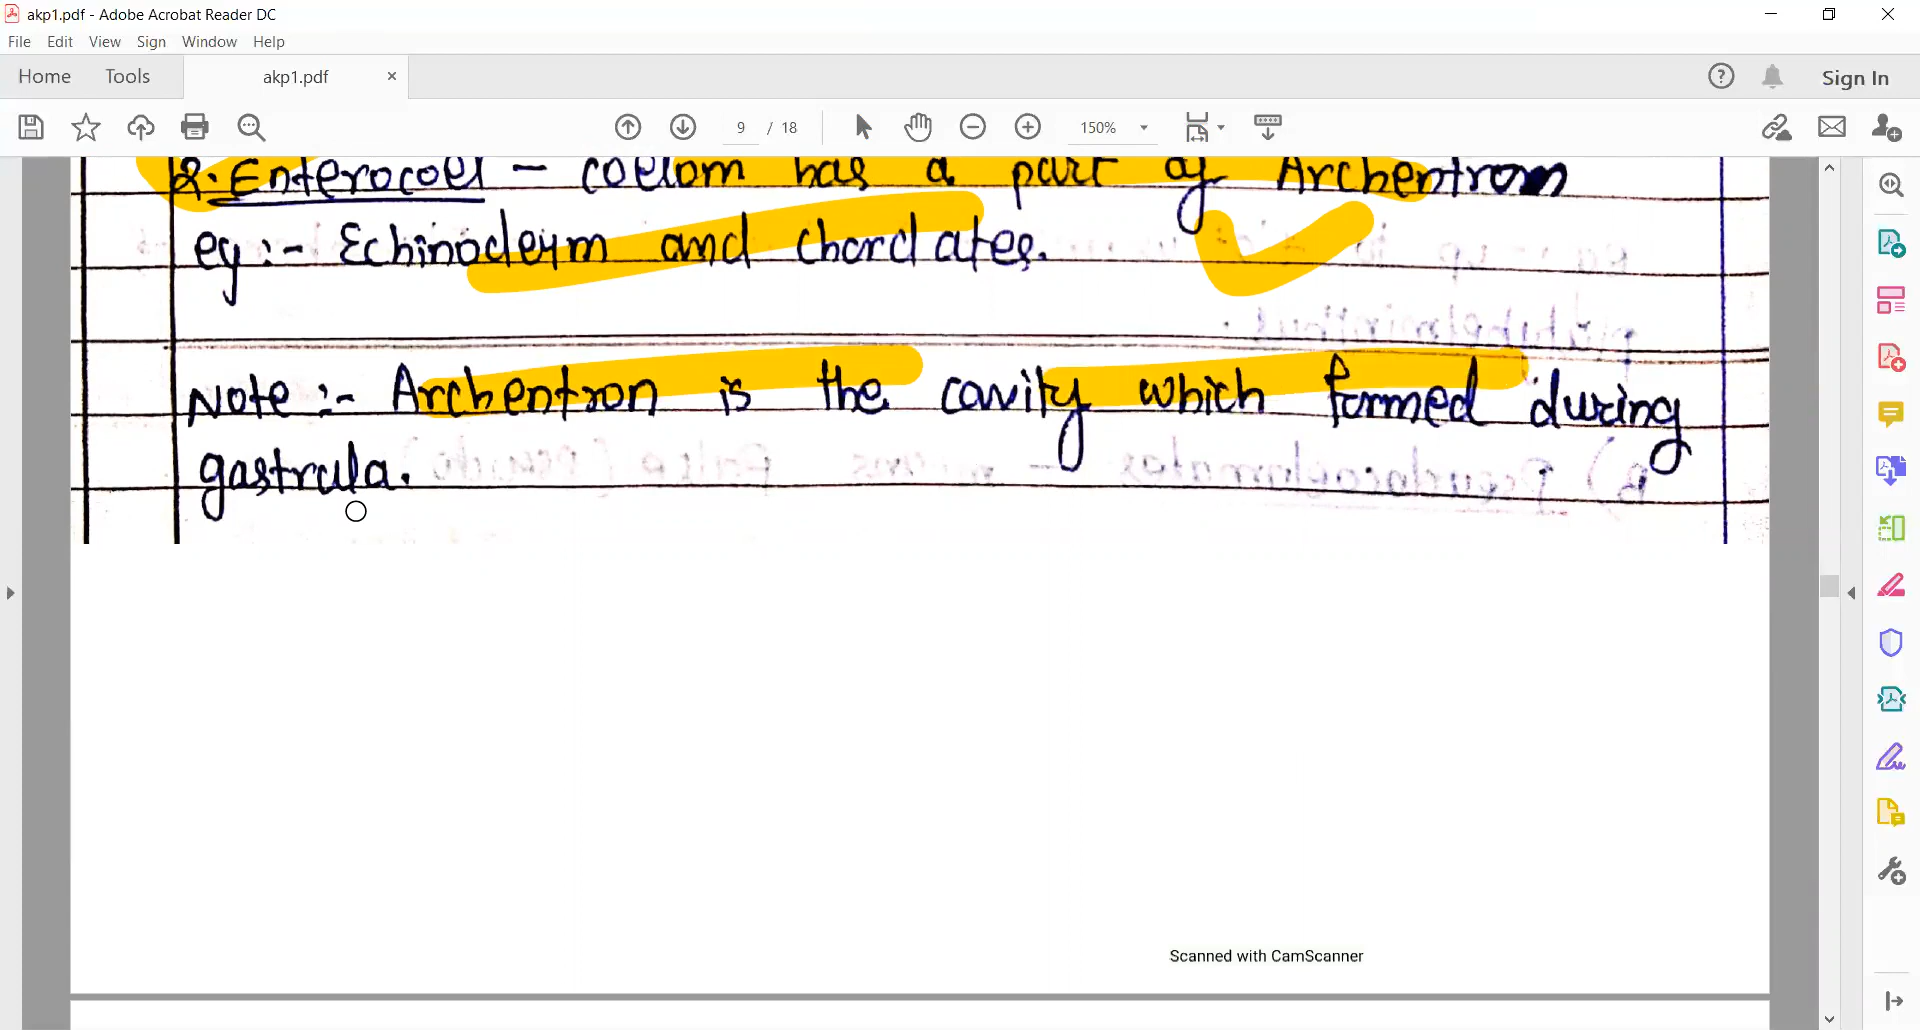 akp1.pdf - Adobe Acrobat Reader DC
File Edit View Sign Window Help
Home Tools akp1.pdf × Sign In
9 / 18 150%
2. Enterocoel – coelom has a part of Archentrom
eg :- Echinoderm and chordates.
Note :- Archentron is the cavity which formed during
gastrula.
Scanned with CamScanner